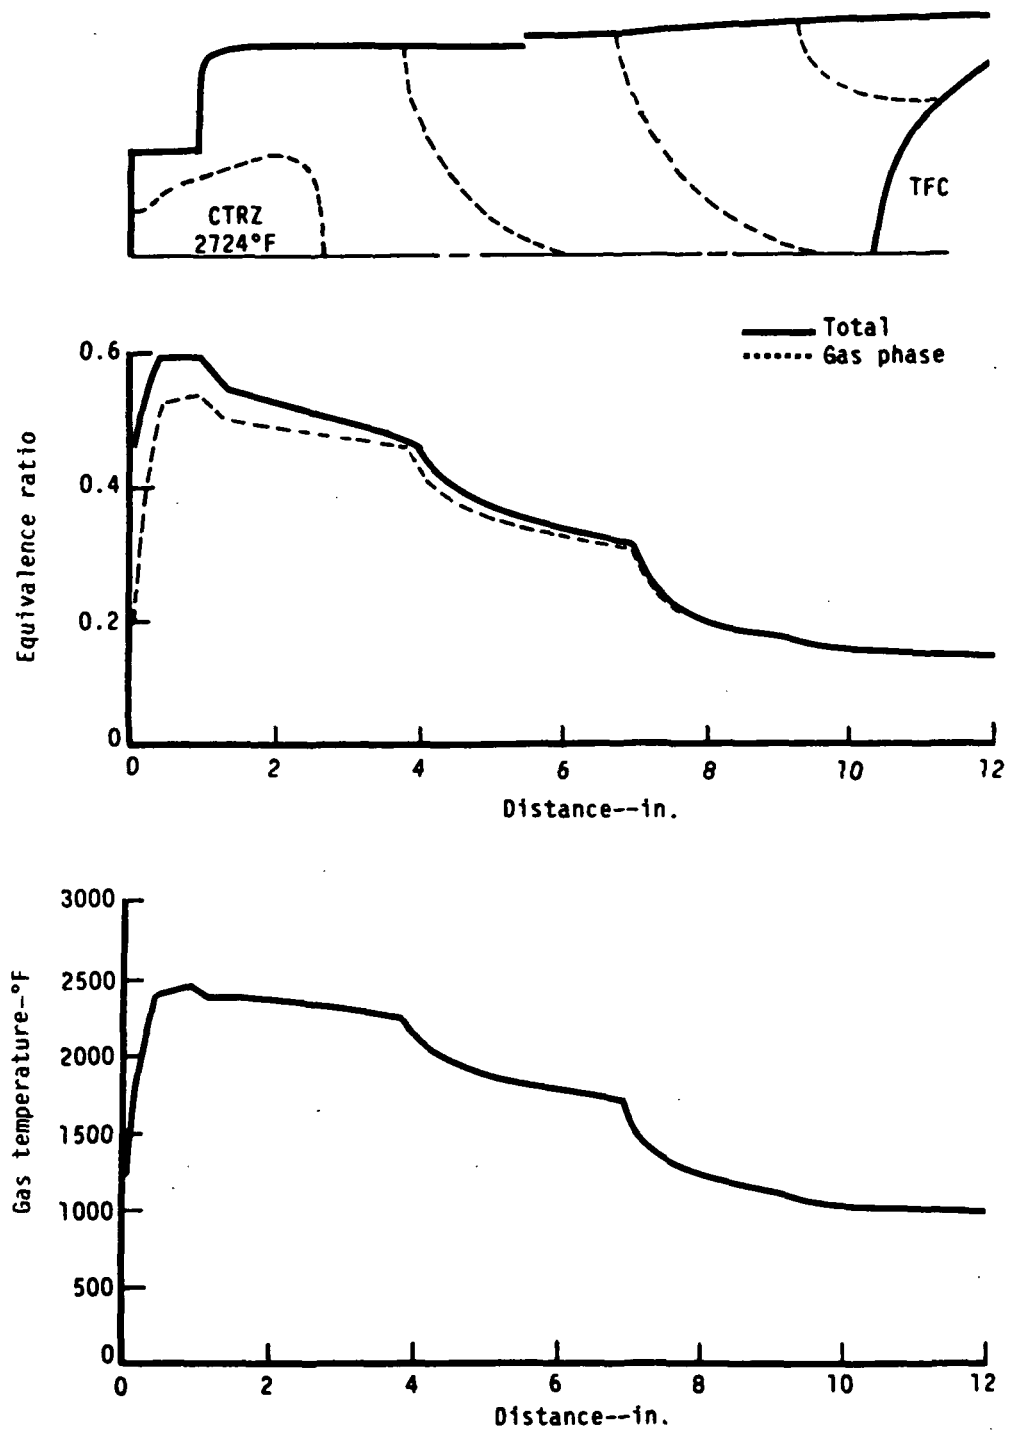 CTRZ
2724°F
TFC
Total
Gas phase
Equivalence ratio
0.6
0.4
0.2
0
0 2 4 6 8 10 12
Distance--in.
Gas temperature-°F
3000
2500
2000
1500
1000
500
0
0 2 4 6 8 10 12
Distance--in.